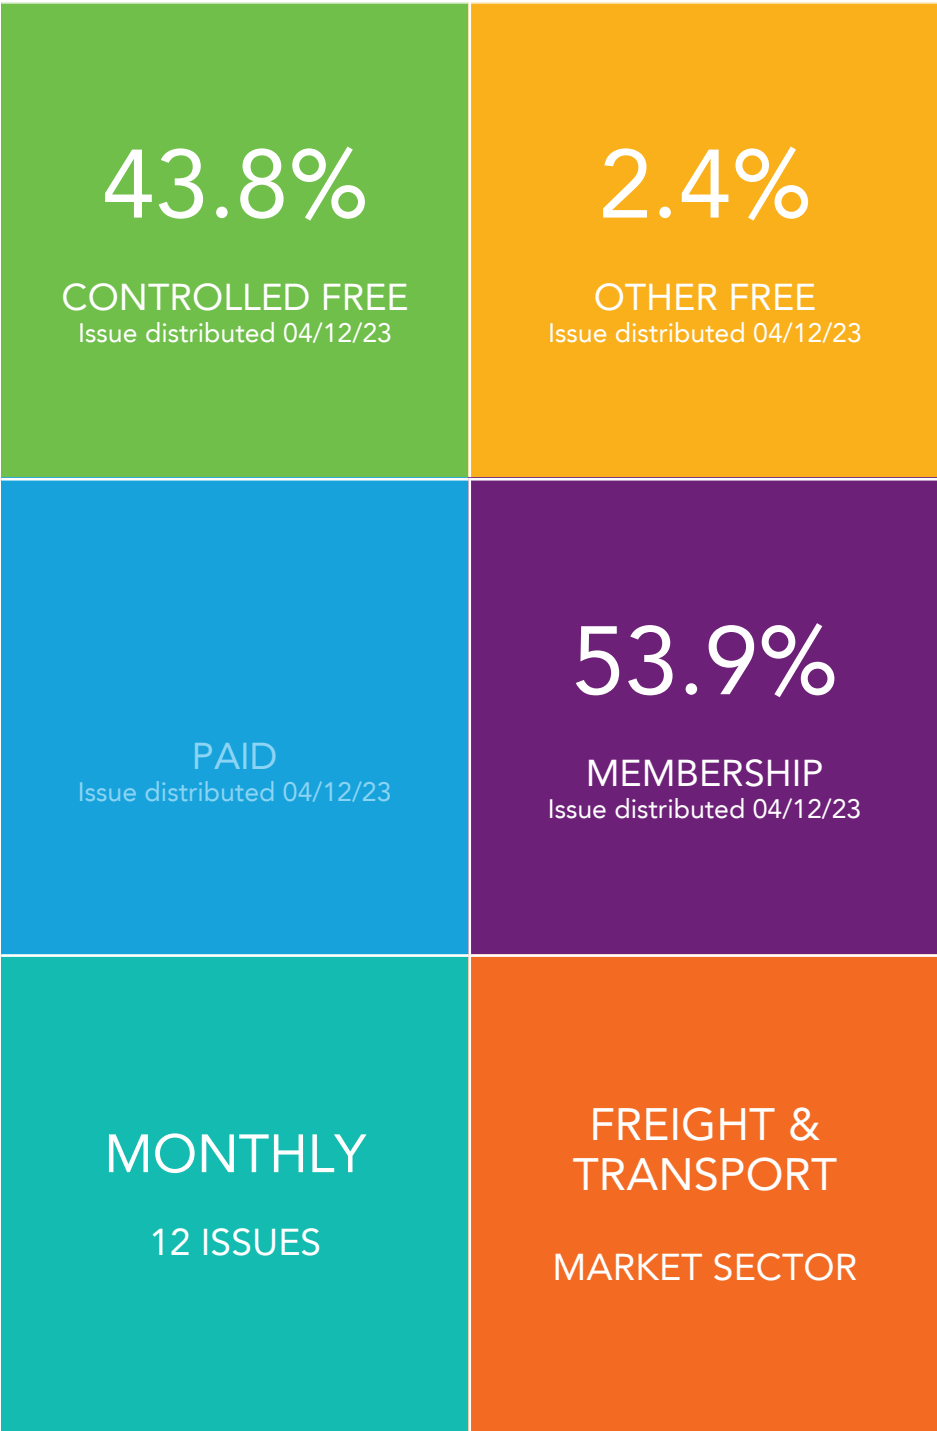 43.8%
CONTROLLED FREE
Issue distributed 04/12/23
2.4%
OTHER FREE
Issue distributed 04/12/23
PAID
Issue distributed 04/12/23
53.9%
MEMBERSHIP
Issue distributed 04/12/23
MONTHLY
12 ISSUES
FREIGHT &
TRANSPORT
MARKET SECTOR